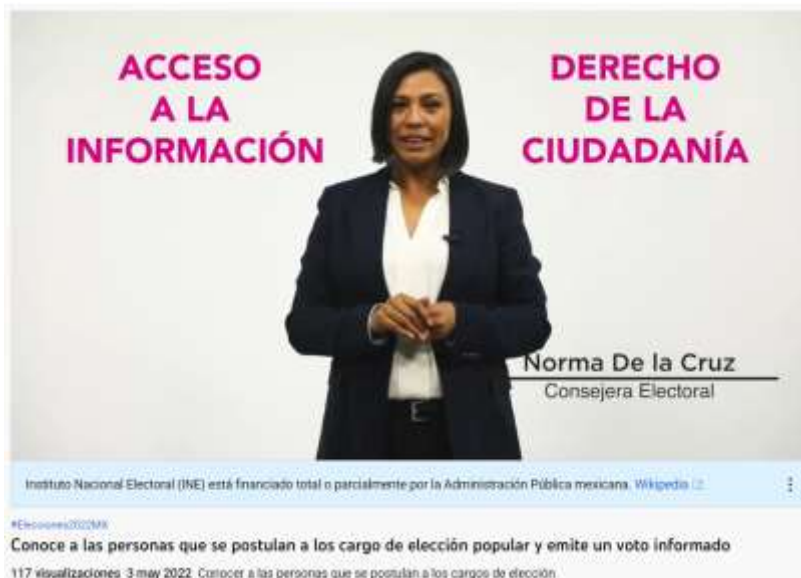 ACCESO
A LA
INFORMACIÓN
DERECHO
DE LA
CIUDADANÍA
Norma De la Cruz
Consejera Electoral
Instituto Nacional Electoral (INE) está financiado total o parcialmente por la Administración Pública mexicana. Wikipedia
#Elecciones2022MX
Conoce a las personas que se postulan a los cargo de elección popular y emite un voto informado
117 visualizaciones 3 may 2022 Conocer a las personas que se postulan a los cargos de elección